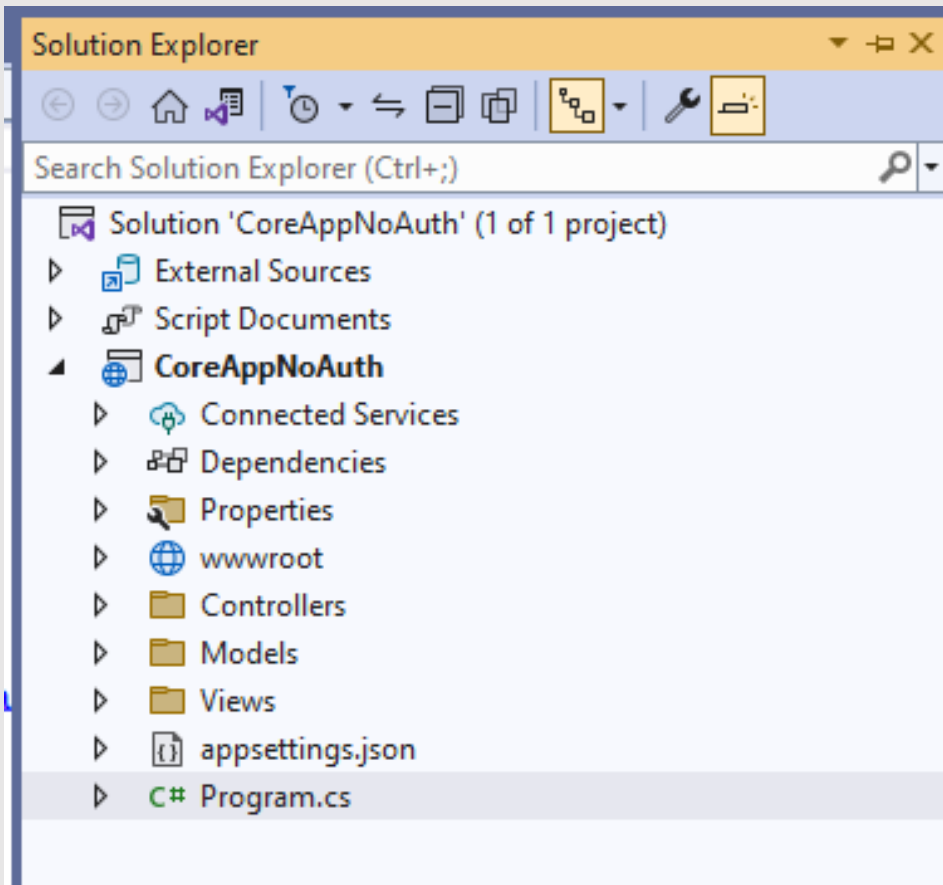 Solution Explorer
Search Solution Explorer (Ctrl+;)
Solution 'CoreAppNoAuth' (1 of 1 project)
External Sources
Script Documents
CoreAppNoAuth
Connected Services
Dependencies
Properties
wwwroot
Controllers
Models
Views
appsettings.json
C# Program.cs